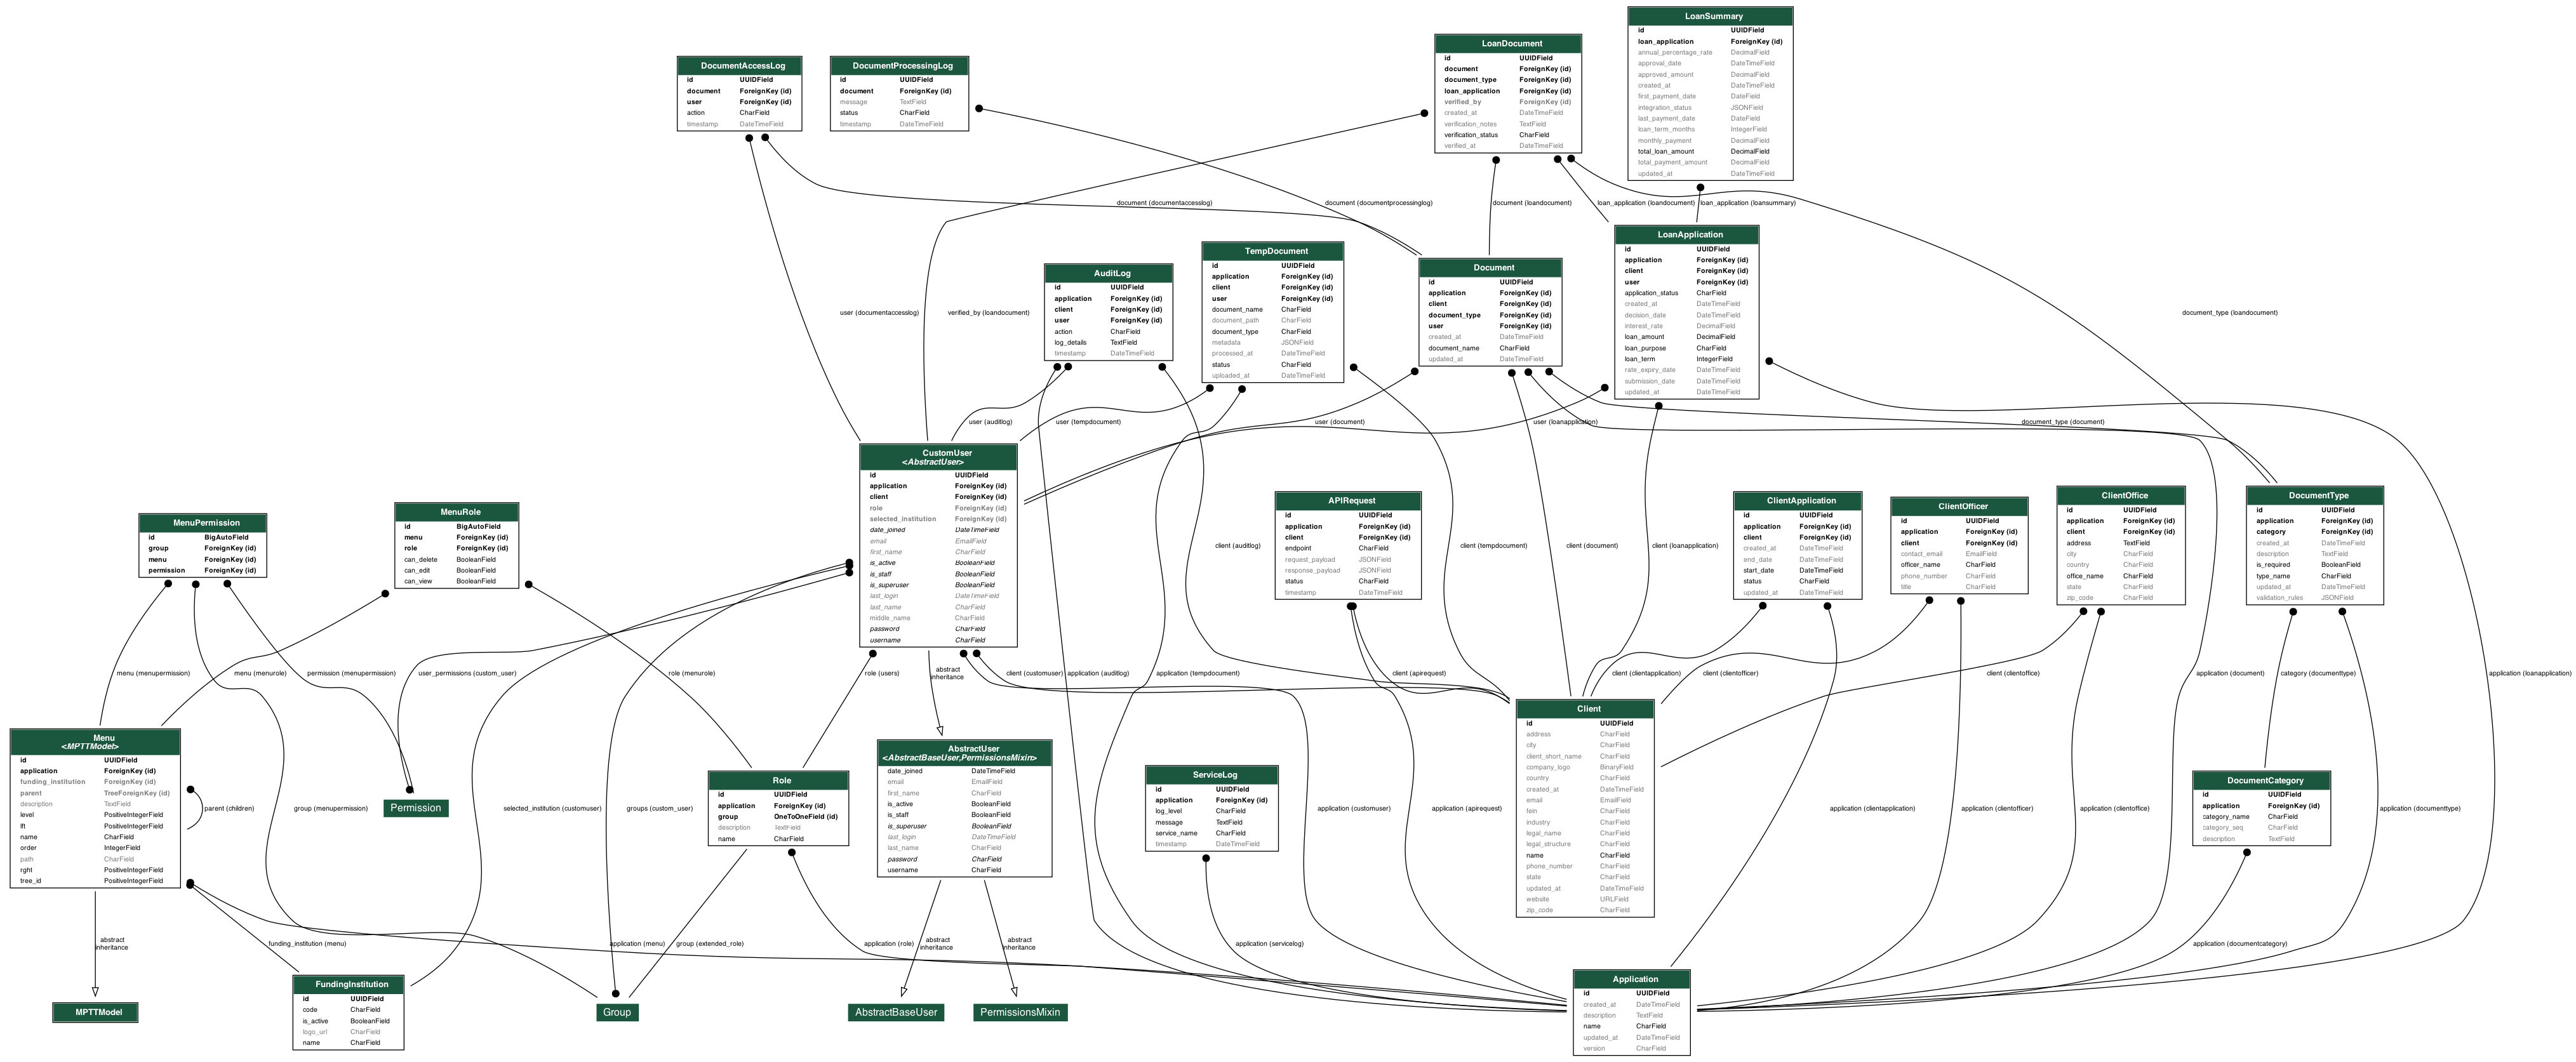 LoanSummary
id UUIDField
loan_application ForeignKey (id)
annual_percentage_rate DecimalField
approval_date DateTimeField
approved_amount DecimalField
created_at DateTimeField
first_payment_date DateField
integration_status JSONField
last_payment_date DateField
loan_term_months IntegerField
monthly_payment DecimalField
total_loan_amount DecimalField
total_payment_amount DecimalField
updated_at DateTimeField
LoanDocument
id UUIDField
document ForeignKey (id)
document_type ForeignKey (id)
loan_application ForeignKey (id)
verified_by ForeignKey (id)
created_at DateTimeField
verification_notes TextField
verification_status CharField
verified_at DateTimeField
DocumentAccessLog
id UUIDField
document ForeignKey (id)
user ForeignKey (id)
action CharField
timestamp DateTimeField
DocumentProcessingLog
id UUIDField
document ForeignKey (id)
message TextField
status CharField
timestamp DateTimeField
document (documentaccesslog)
document (documentprocessinglog)
document (loandocument)
loan_application (loandocument)
loan_application (loansummary)
LoanApplication
id UUIDField
application ForeignKey (id)
client ForeignKey (id)
user ForeignKey (id)
application_status CharField
created_at DateTimeField
decision_date DateTimeField
interest_rate DecimalField
loan_amount DecimalField
loan_purpose CharField
loan_term IntegerField
rate_expiry_date DateTimeField
submission_date DateTimeField
updated_at DateTimeField
TempDocument
id UUIDField
application ForeignKey (id)
client ForeignKey (id)
user ForeignKey (id)
document_name CharField
document_path CharField
document_type CharField
metadata JSONField
processed_at DateTimeField
status CharField
uploaded_at DateTimeField
Document
id UUIDField
application ForeignKey (id)
client ForeignKey (id)
document_type ForeignKey (id)
user ForeignKey (id)
created_at DateTimeField
document_name CharField
updated_at DateTimeField
AuditLog
id UUIDField
application ForeignKey (id)
client ForeignKey (id)
user ForeignKey (id)
action CharField
log_details TextField
timestamp DateTimeField
user (documentaccesslog)
verified_by (loandocument)
document_type (loandocument)
user (auditlog)
user (tempdocument)
user (document)
user (loanapplication)
document_type (document)
CustomUser
<AbstractUser>
id UUIDField
application ForeignKey (id)
client ForeignKey (id)
role ForeignKey (id)
selected_institution ForeignKey (id)
date_joined DateTimeField
email EmailField
first_name CharField
is_active BooleanField
is_staff BooleanField
is_superuser BooleanField
last_login DateTimeField
last_name CharField
middle_name CharField
password CharField
username CharField
MenuPermission
id BigAutoField
group ForeignKey (id)
menu ForeignKey (id)
permission ForeignKey (id)
MenuRole
id BigAutoField
menu ForeignKey (id)
role ForeignKey (id)
can_delete BooleanField
can_edit BooleanField
can_view BooleanField
APIRequest
id UUIDField
application ForeignKey (id)
client ForeignKey (id)
endpoint CharField
request_payload JSONField
response_payload JSONField
status CharField
timestamp DateTimeField
ClientApplication
id UUIDField
application ForeignKey (id)
client ForeignKey (id)
created_at DateTimeField
end_date DateTimeField
start_date DateTimeField
status CharField
updated_at DateTimeField
ClientOfficer
id UUIDField
application ForeignKey (id)
client ForeignKey (id)
contact_email EmailField
officer_name CharField
phone_number CharField
title CharField
ClientOffice
id UUIDField
application ForeignKey (id)
client ForeignKey (id)
address TextField
city CharField
country CharField
office_name CharField
state CharField
zip_code CharField
DocumentType
id UUIDField
application ForeignKey (id)
category ForeignKey (id)
created_at DateTimeField
description TextField
is_required BooleanField
type_name CharField
updated_at DateTimeField
validation_rules JSONField
client (auditlog)
client (tempdocument)
client (document)
client (loanapplication)
menu (menupermission)
menu (menurole)
permission (menupermission)
user_permissions (custom_user)
role (menurole)
role (users)
abstract
inheritance
client (customuser)
application (auditlog)
application (tempdocument)
client (apirequest)
client (clientapplication)
client (clientofficer)
client (clientoffice)
application (document)
category (documenttype)
application (loanapplication)
Menu
<MPTTModel>
id UUIDField
application ForeignKey (id)
funding_institution ForeignKey (id)
parent TreeForeignKey (id)
description TextField
level PositiveIntegerField
lft PositiveIntegerField
name CharField
order IntegerField
path CharField
rght PositiveIntegerField
tree_id PositiveIntegerField
parent (children)
group (menupermission)
Permission
selected_institution (customuser)
groups (custom_user)
Role
id UUIDField
application ForeignKey (id)
group OneToOneField (id)
description TextField
name CharField
AbstractUser
<AbstractBaseUser,PermissionsMixin>
date_joined DateTimeField
email EmailField
first_name CharField
is_active BooleanField
is_staff BooleanField
is_superuser BooleanField
last_login DateTimeField
last_name CharField
password CharField
username CharField
ServiceLog
id UUIDField
application ForeignKey (id)
log_level CharField
message TextField
service_name CharField
timestamp DateTimeField
application (customuser)
application (apirequest)
Client
id UUIDField
address CharField
city CharField
client_short_name CharField
company_logo BinaryField
country CharField
created_at DateTimeField
email EmailField
fein CharField
industry CharField
legal_name CharField
legal_structure CharField
name CharField
phone_number CharField
state CharField
updated_at DateTimeField
website URLField
zip_code CharField
application (clientapplication)
application (clientofficer)
application (clientoffice)
DocumentCategory
id UUIDField
application ForeignKey (id)
category_name CharField
category_seq CharField
description TextField
application (documenttype)
abstract
inheritance
funding_institution (menu)
application (menu)
group (extended_role)
application (role)
abstract
inheritance
abstract
inheritance
application (servicelog)
application (documentcategory)
MPTTModel
FundingInstitution
id UUIDField
code CharField
is_active BooleanField
logo_url CharField
name CharField
Group
AbstractBaseUser
PermissionsMixin
Application
id UUIDField
created_at DateTimeField
description TextField
name CharField
updated_at DateTimeField
version CharField